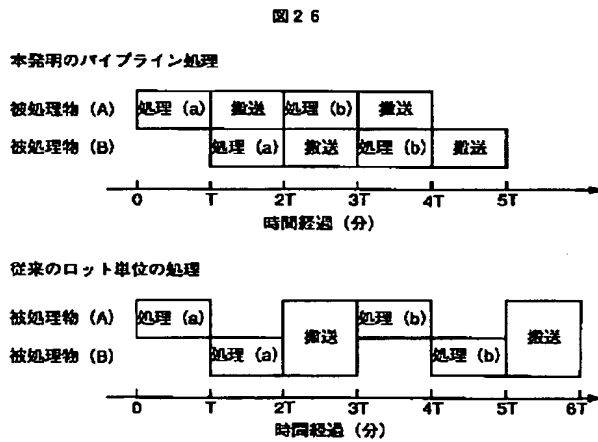 図26
本発明のパイプライン処理
被処理物 (A) 処理 (a) 搬送 処理 (b) 搬送
被処理物 (B) 処理 (a) 搬送 処理 (b) 搬送
0 T 2T 3T 4T 5T
時間経過 (分)
従来のロット単位の処理
被処理物 (A) 処理 (a) 処理 (b)
搬送 搬送
被処理物 (B) 処理 (a) 処理 (b)
0 T 2T 3T 4T 5T 6T
時間経過 (分)